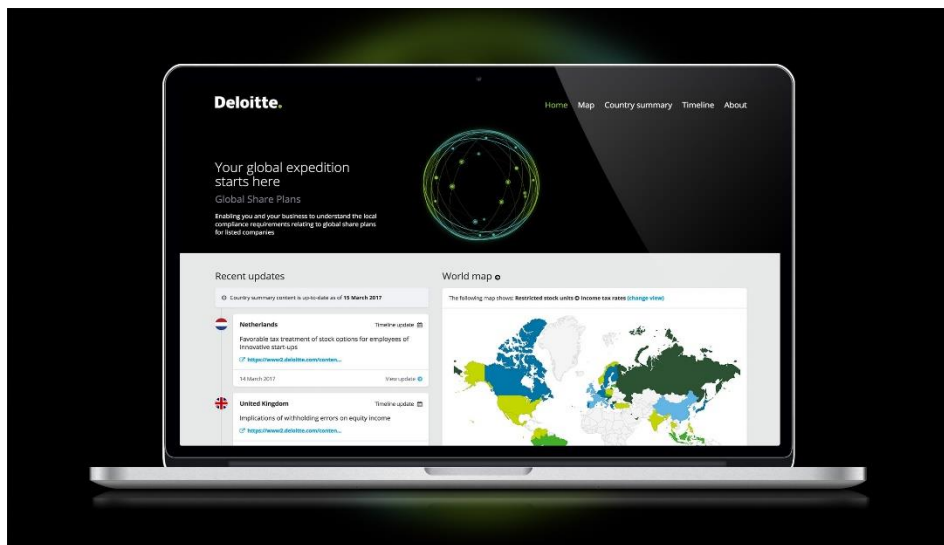 Deloitte.
Home Map Country summary Timeline About
Your global expedition
starts here
Global Share Plans
Enabling you and your business to understand the local
compliance requirements relating to global share plans
for listed companies
Recent updates
Country summary content is up-to-date as of 15 March 2017
Netherlands Timeline update
Favorable tax treatment of stock options for employees of
innovative start-ups
https://www2.deloitte.com/conten...
14 March 2017 View update
United Kingdom Timeline update
Implications of withholding errors on equity income
https://www2.deloitte.com/conten...
World map
The following map shows: Restricted stock units Income tax rates (change view)